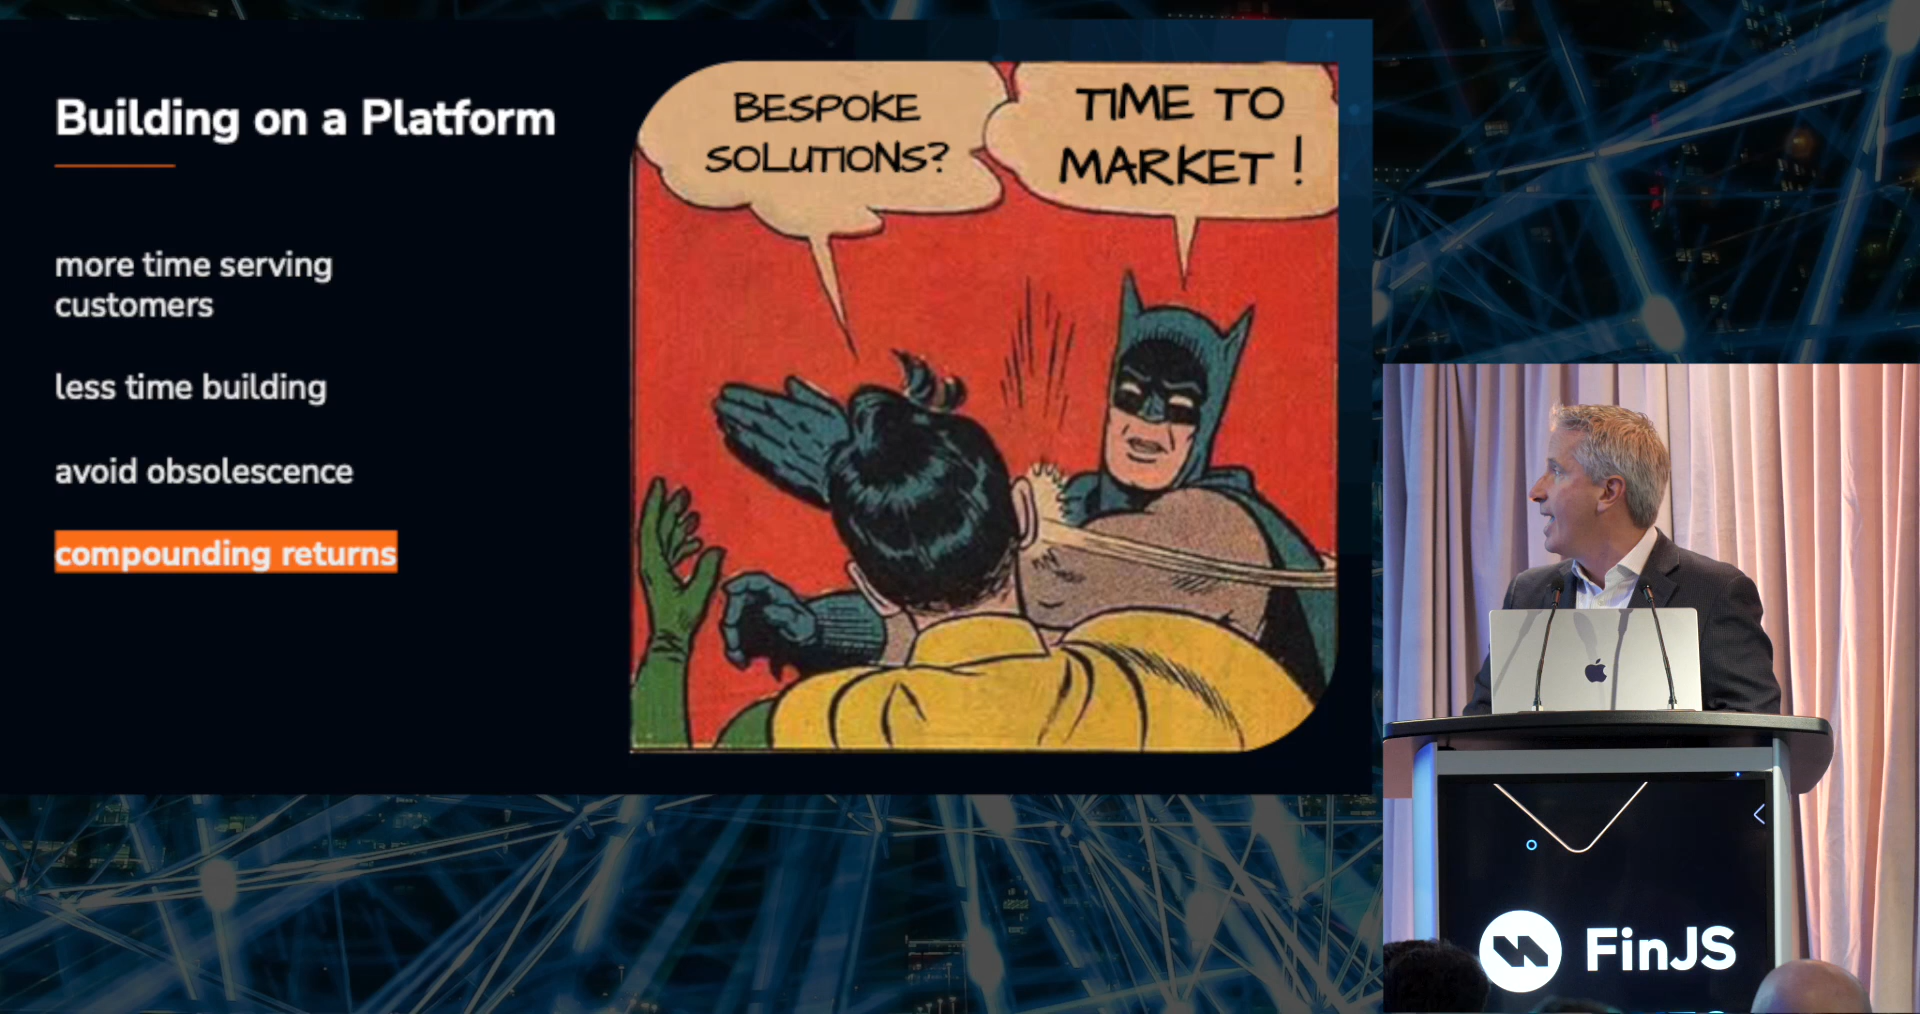 Building on a Platform
more time serving
customers
less time building
avoid obsolescence
compounding returns
BESPOKE
SOLUTIONS?
TIME TO
MARKET !
FinJS